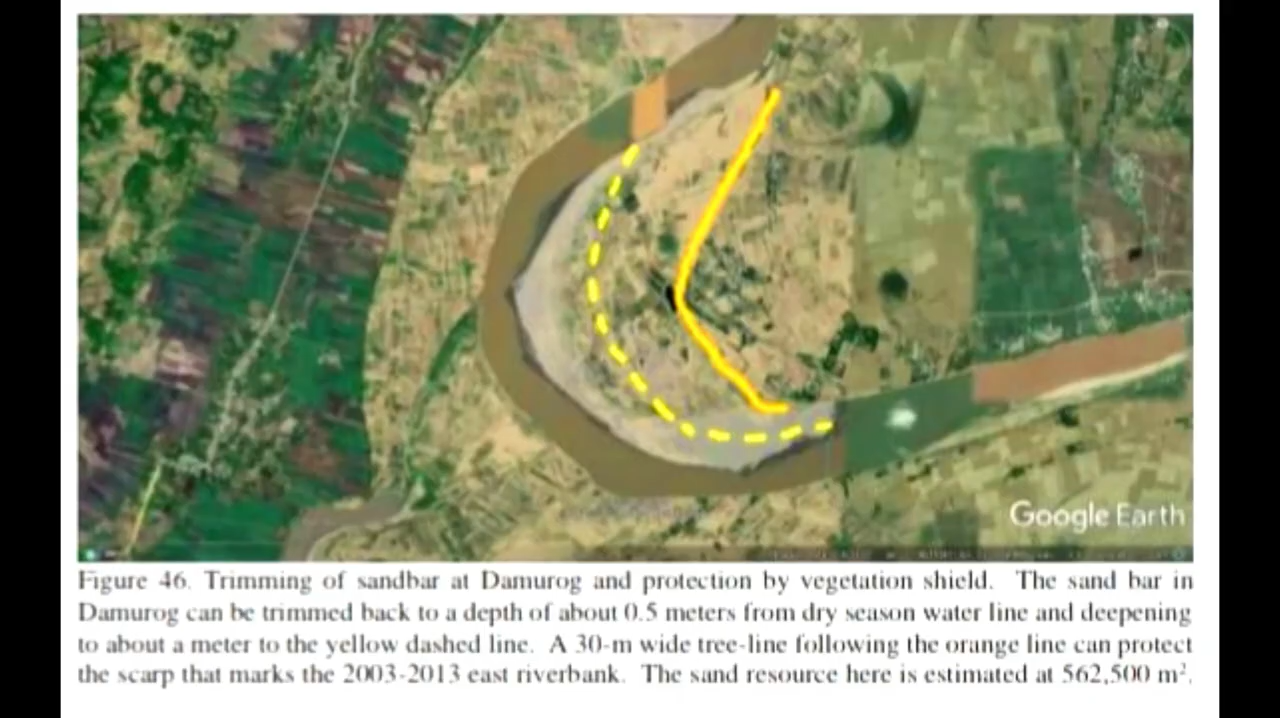 Google Earth
Figure 46. Trimming of sandbar at Damurog and protection by vegetation shield. The sand bar in
Damurog can be trimmed back to a depth of about 0.5 meters from dry season water line and deepening
to about a meter to the yellow dashed line. A 30-m wide tree-line following the orange line can protect
the scarp that marks the 2003-2013 east riverbank. The sand resource here is estimated at 562,500 m².